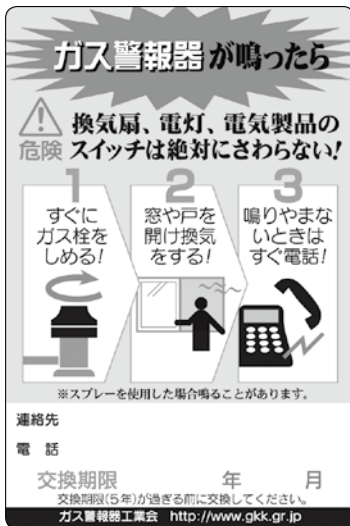 ガス警報器が鳴ったら
換気扇、電灯、電気製品の
危険 スイッチは絶対にさわらない!
1
すぐに
ガス栓を
しめる!
2
窓や戸を
開け換気
をする!
3
鳴りやまな
いときは
すぐ電話!
※スプレーを使用した場合鳴ることがあります。
連絡先
電 話
交換期限 年 月
交換期限(5年)が過ぎる前に交換してください。
ガス警報器工業会 http://www.gkk.gr.jp